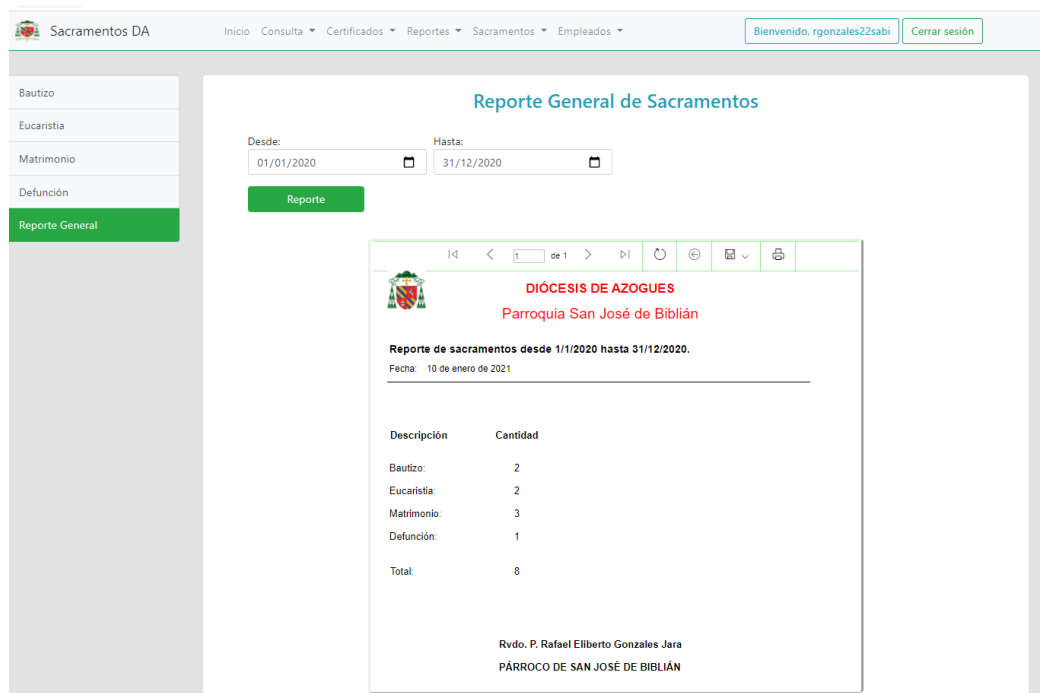 Sacramentos DA
Inicio Consulta Certificados Reportes Sacramentos Empleados
Bienvenido, rgonzales22sabi
Cerrar sesión
Bautizo
Eucaristia
Matrimonio
Defunción
Reporte General
Reporte General de Sacramentos
Desde: Hasta:
01/01/2020 31/12/2020
Reporte
1 de 1
DIÓCESIS DE AZOGUES
Parroquia San José de Biblián
Reporte de sacramentos desde 1/1/2020 hasta 31/12/2020.
Fecha: 10 de enero de 2021
Descripción Cantidad
Bautizo: 2
Eucaristia: 2
Matrimonio: 3
Defunción: 1
Total: 8
Rvdo. P. Rafael Eliberto Gonzales Jara
PÁRROCO DE SAN JOSÉ DE BIBLIÁN